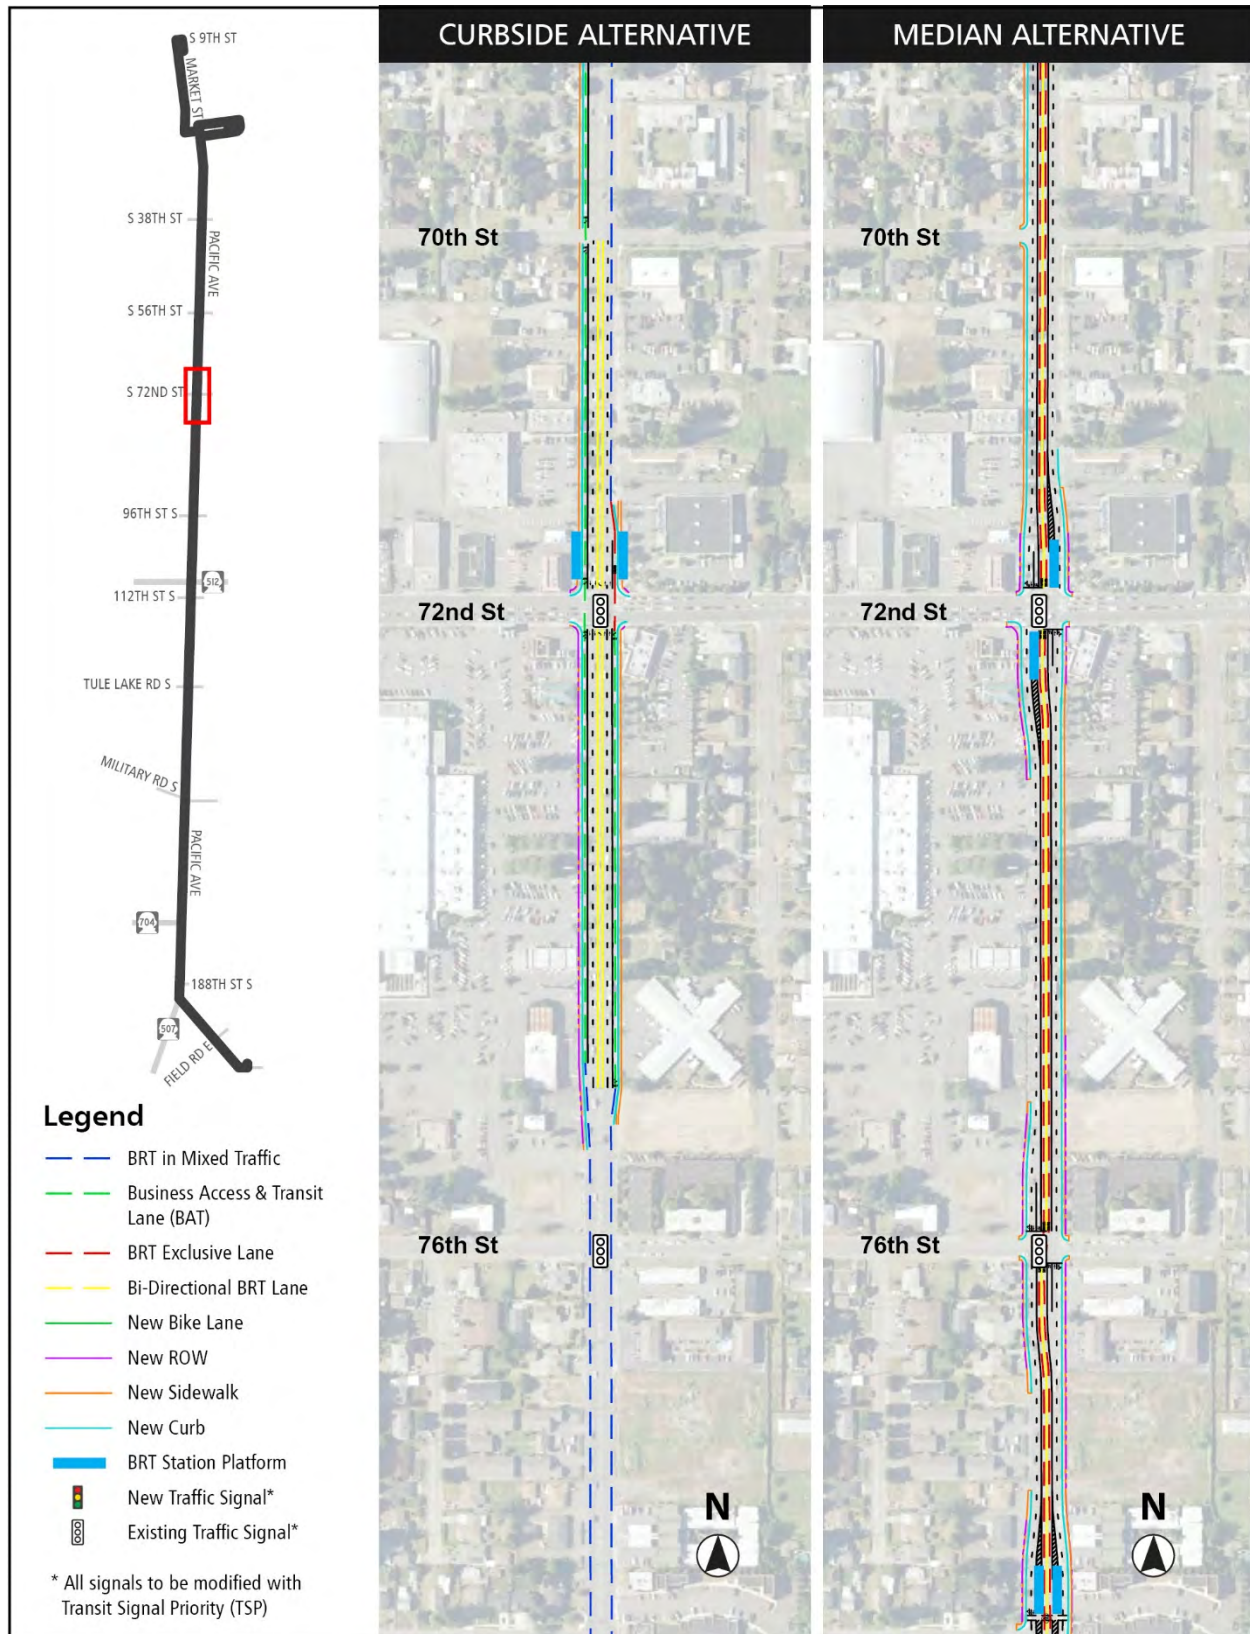 CURBSIDE ALTERNATIVE
MEDIAN ALTERNATIVE
S 9TH ST
MARKET ST
S 38TH ST
PACIFIC AVE
S 56TH ST
S 72ND ST
96TH ST S
512
112TH ST S
TULE LAKE RD S
MILITARY RD S
PACIFIC AVE
704
188TH ST S
507
FIELD RD E
Legend
BRT in Mixed Traffic
Business Access & Transit
Lane (BAT)
BRT Exclusive Lane
Bi-Directional BRT Lane
New Bike Lane
New ROW
New Sidewalk
New Curb
BRT Station Platform
New Traffic Signal*
Existing Traffic Signal*
* All signals to be modified with
Transit Signal Priority (TSP)
70th St
72nd St
76th St
N
70th St
72nd St
76th St
N